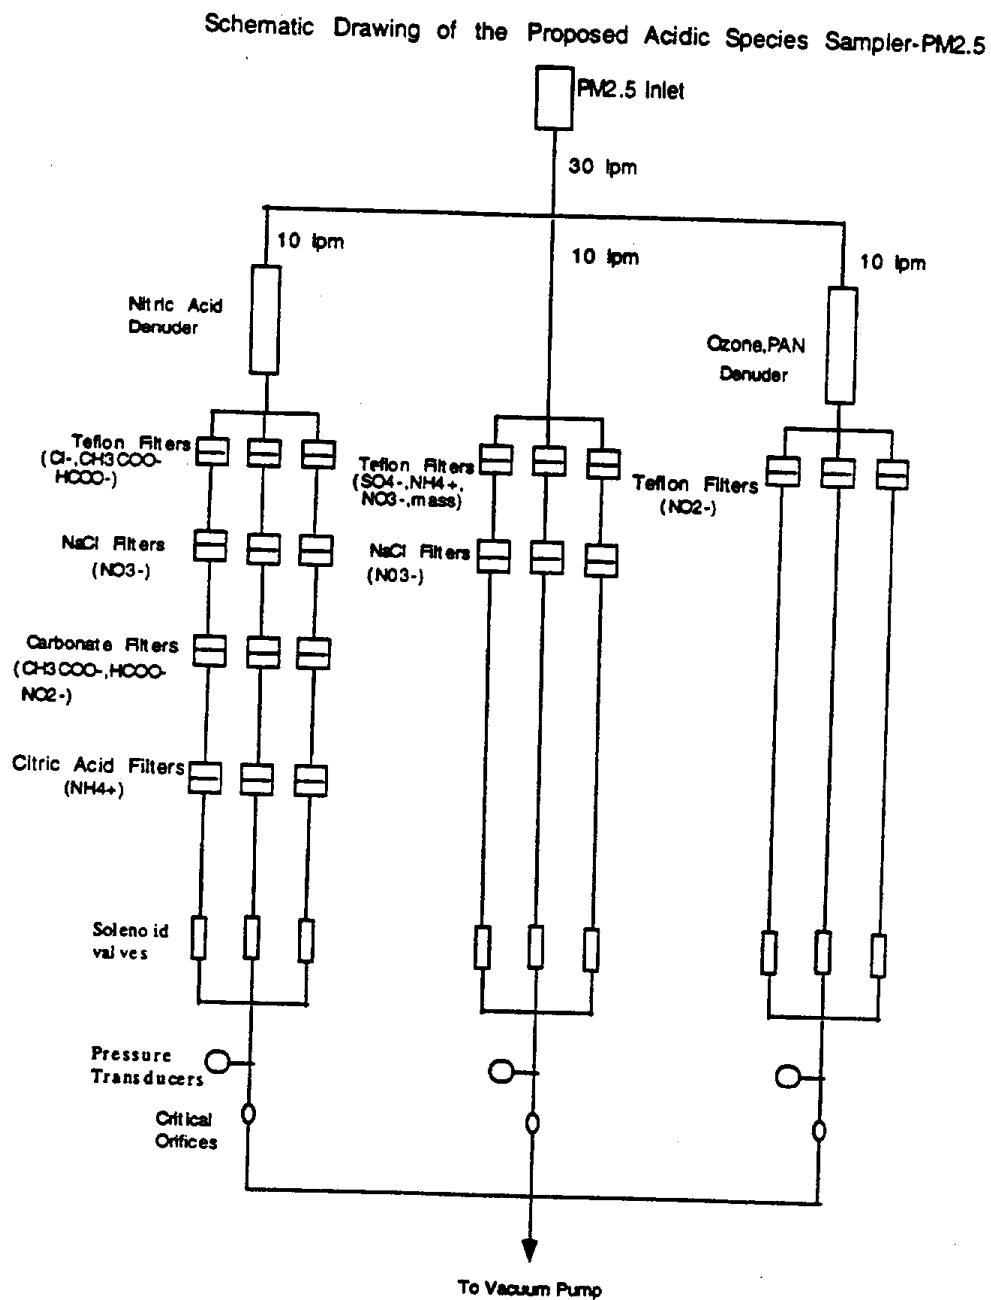 Schematic Drawing of the Proposed Acidic Species Sampler-PM2.5
PM2.5 Inlet
30 lpm
10 lpm
10 lpm
10 lpm
Nitric Acid
Denuder
Ozone,PAN
Denuder
Teflon Filters
(Cl-,CH3COO-
HCOO-)
Teflon Filters
(SO4-,NH4+,
NO3-,mass)
Teflon Filters
(NO2-)
NaCl Filters
(NO3-)
NaCl Filters
(N03-)
Carbonate Filters
(CH3COO-,HCOO-
NO2-)
Citric Acid Filters
(NH4+)
Solenoid
valves
Pressure
Transducers
Critical
Orifices
To Vacuum Pump